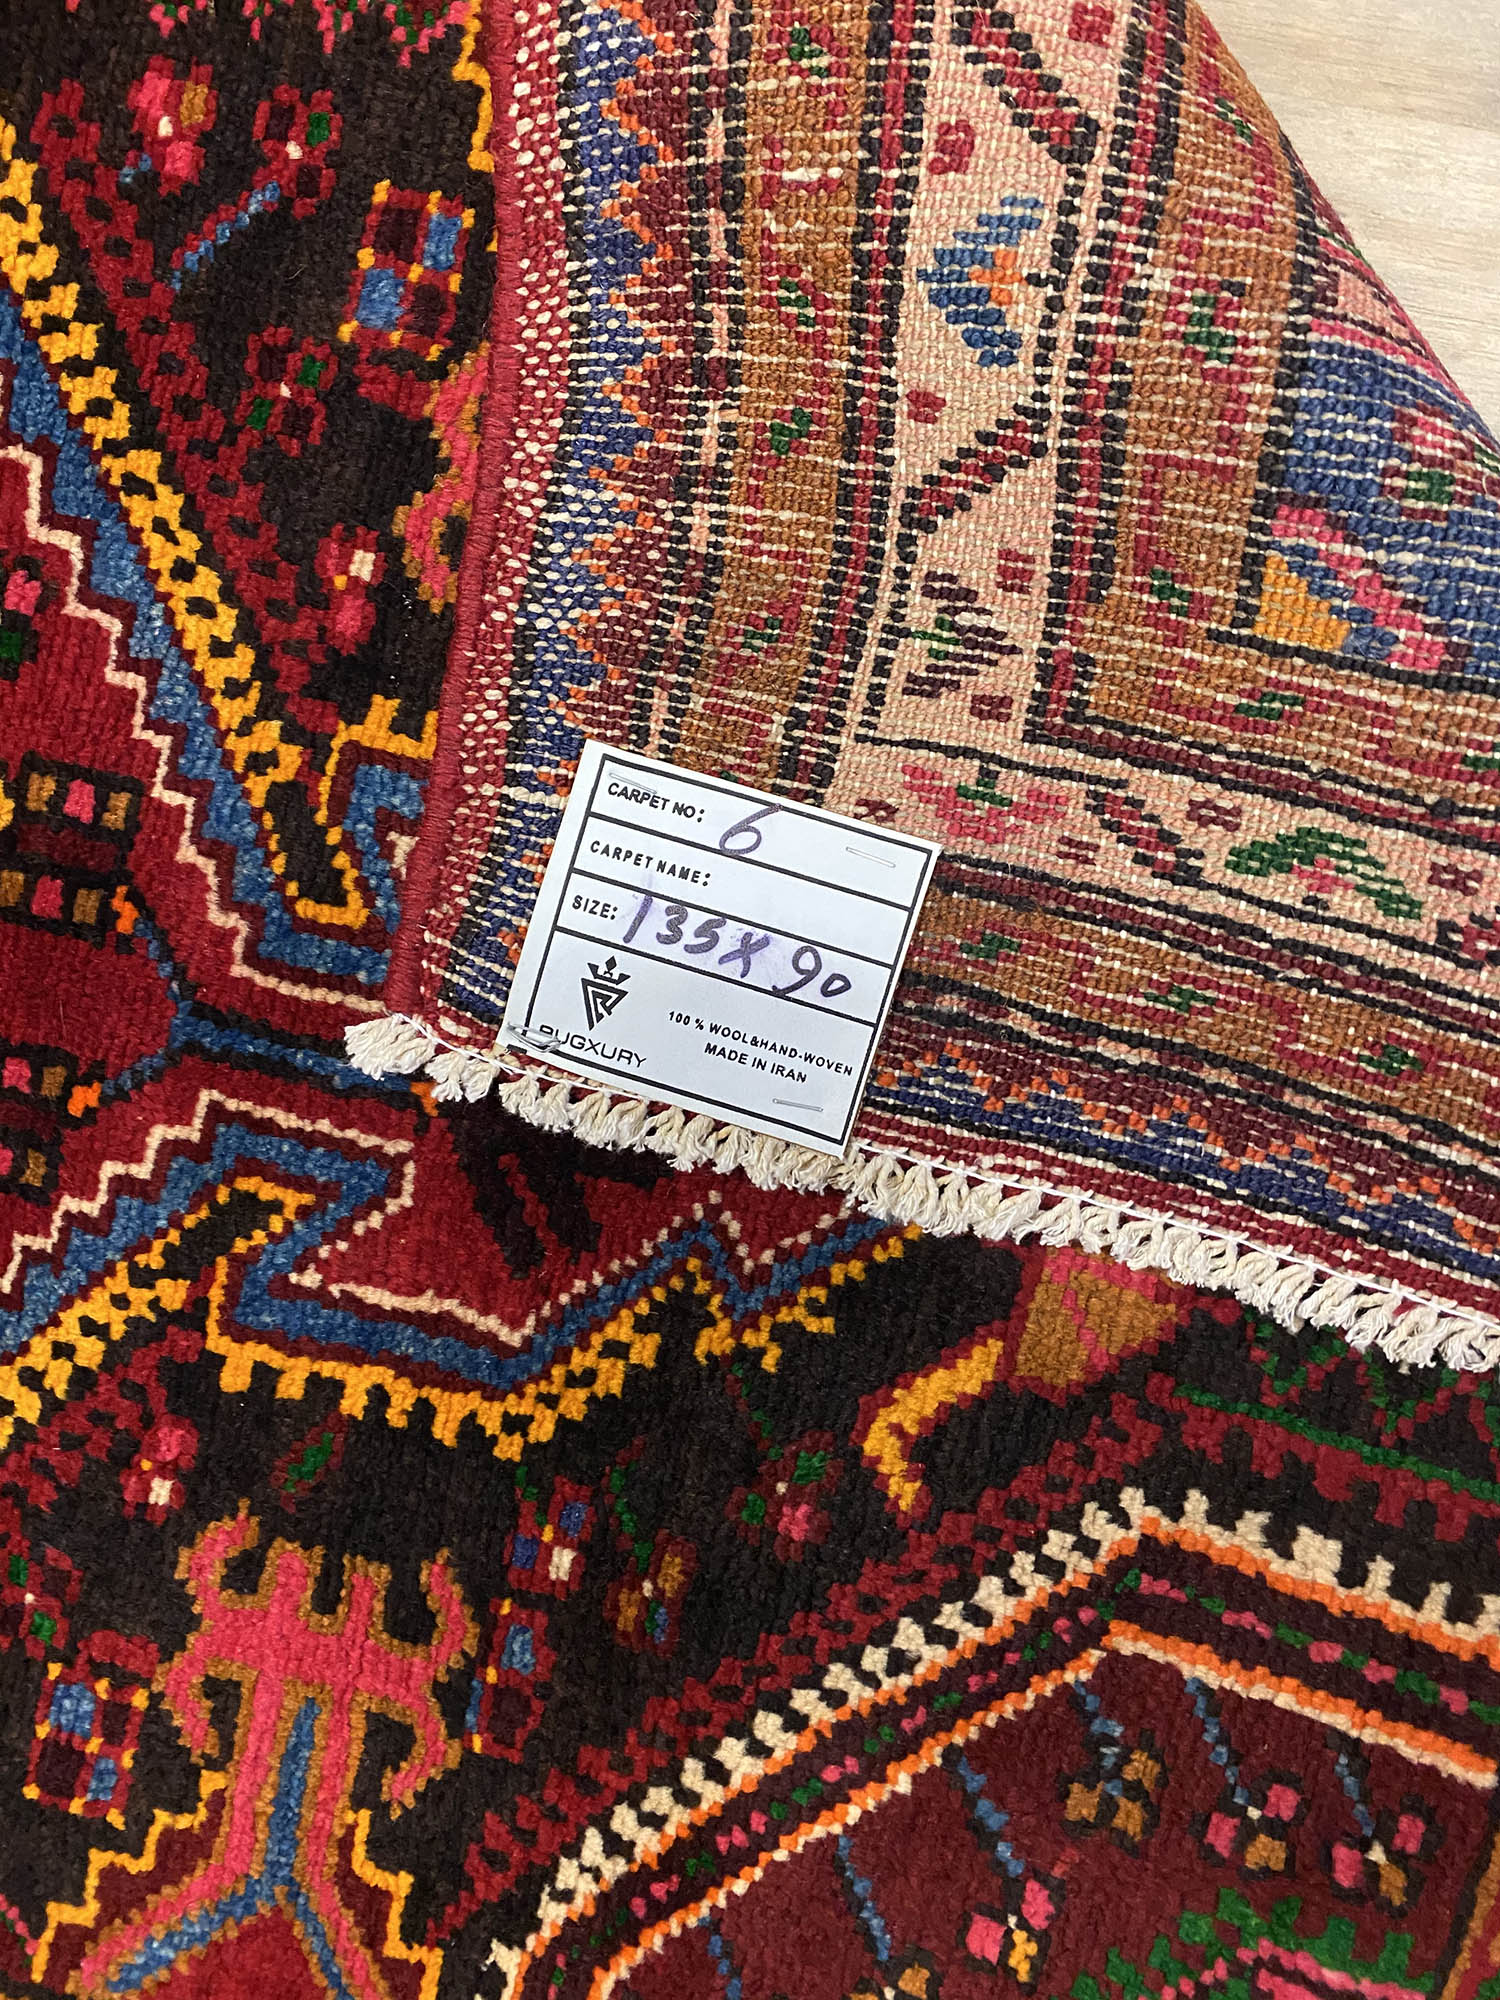 CARPET NO: 6
CARPET NAME:
SIZE: 135x90
RUGXURY
100 % WOOL&HAND-WOVEN
MADE IN IRAN